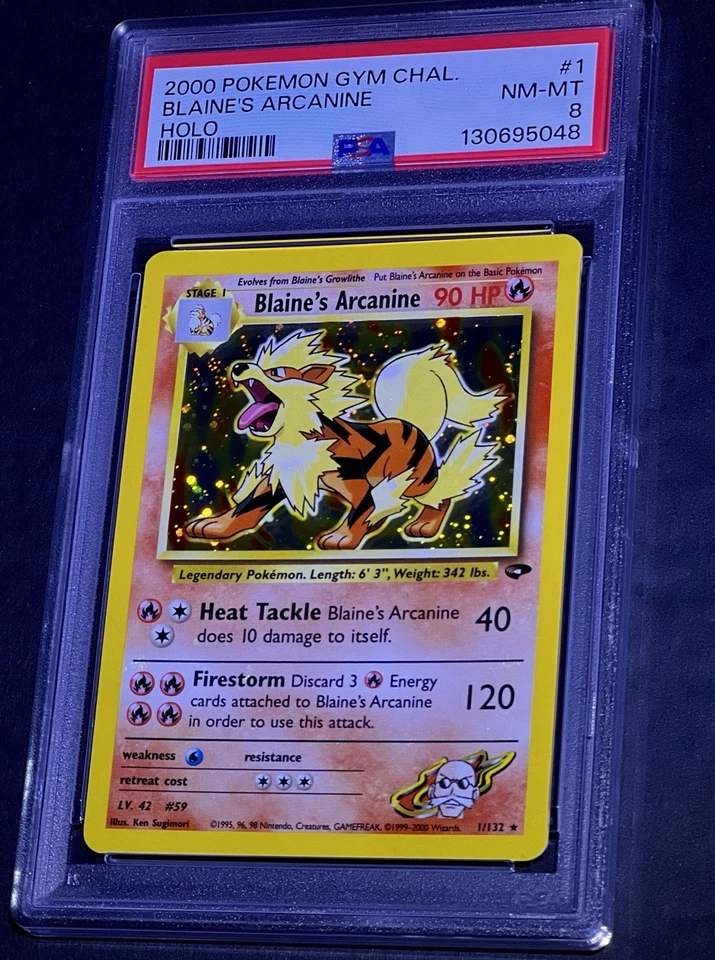 2000 POKEMON GYM CHAL. #1
BLAINE'S ARCANINE NM-MT
HOLO 8
130695048
PSA
Evolves from Blaine's Growlithe Put Blaine's Arcanine on the Basic Pokémon
STAGE 1
Blaine's Arcanine 90 HP
Legendary Pokémon. Length: 6' 3", Weight: 342 lbs.
Heat Tackle Blaine's Arcanine 40
does 10 damage to itself.
Firestorm Discard 3 Energy
cards attached to Blaine's Arcanine 120
in order to use this attack.
weakness resistance
retreat cost
LV. 42 #59
Illus. Ken Sugimori ©1995, 96, 98 Nintendo, Creatures, GAMEFREAK. ©1999-2000 Wizards. 1/132 ★